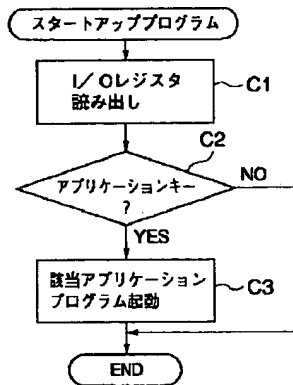 スタートアッププログラム
I/Oレジスタ
読み出し
C1
C2
アプリケーションキー
?
NO
YES
該当アプリケーション
プログラム起動
C3
END